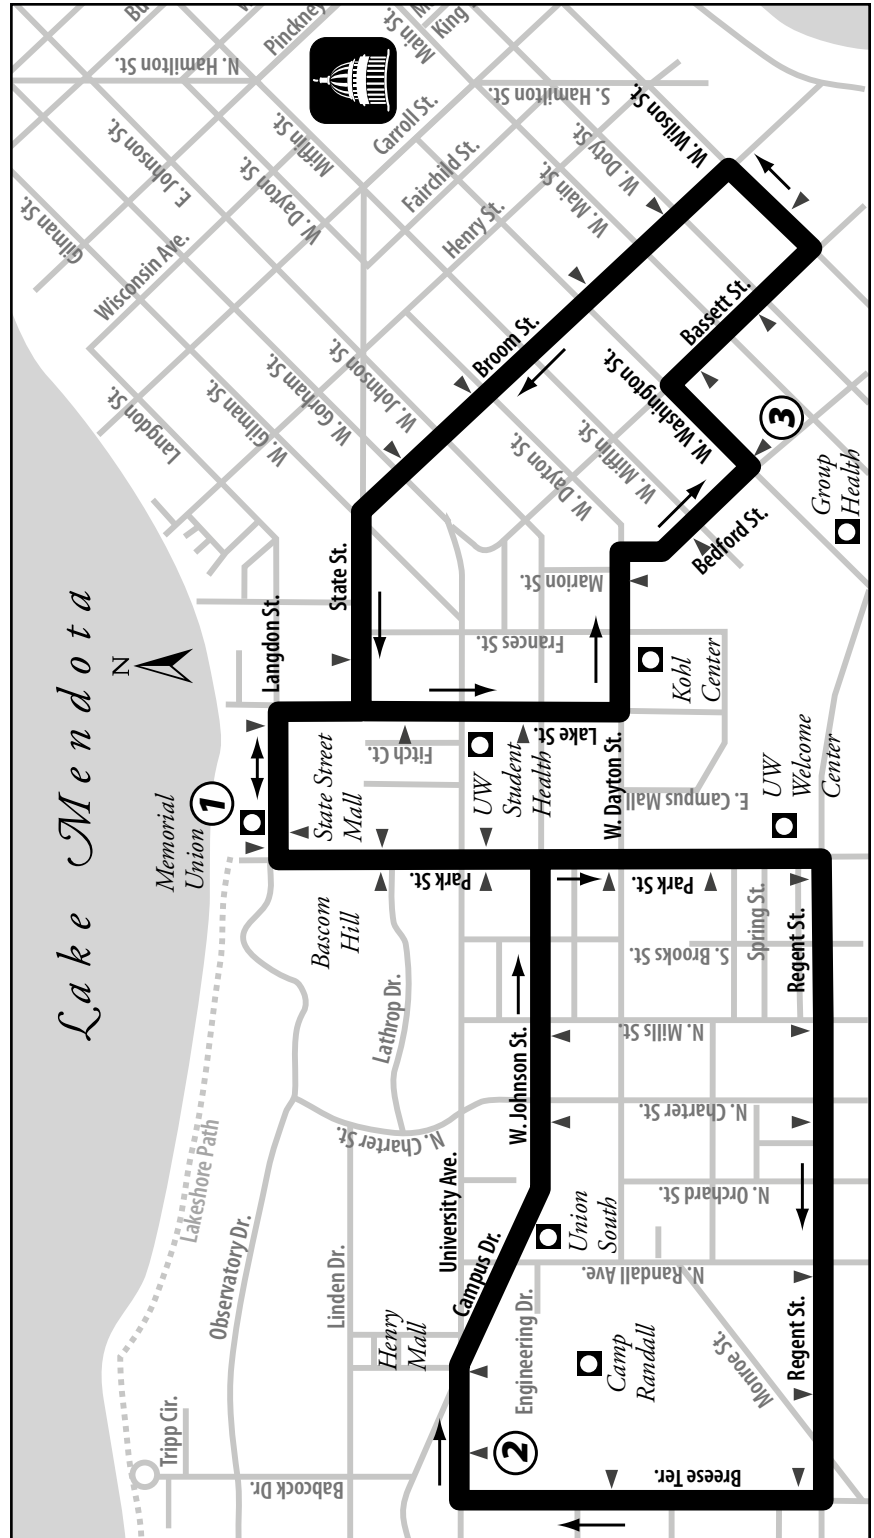 Lake Mendota
N
Lakeshore Path
Tripp Cir.
Babcock Dr.
Observatory Dr.
Linden Dr.
Henry
Mall
N. Charter St.
Lathrop Dr.
Bascom
Hill
Memorial
Union
1
State Street
Mall
Langdon St.
Langdon St.
State St.
Gilman St.
E. Johnson St.
N. Hamilton St.
Wisconsin Ave.
W. Gilman St.
W. Gorham St.
W. Johnson St.
W. Dayton St.
Mifflin St.
Pinckney
Main St.
King
Carroll St.
Fairchild St.
Henry St.
Broom St.
S. Hamilton St.
W. Wilson St.
W. Doty St.
W. Main St.
W. Washington St.
W. Mifflin St.
W. Dayton St.
Bassett St.
Bedford St.
3
Group
Health
Marion St.
Frances St.
Kohl
Center
Lake St.
Fitch Ct.
UW
Student
Health
W. Dayton St.
E. Campus Mall
UW
Welcome
Center
Park St.
Park St.
Spring St.
S. Brooks St.
Regent St.
N. Mills St.
W. Johnson St.
N. Charter St.
N. Orchard St.
University Ave.
Campus Dr.
Union
South
N. Randall Ave.
Engineering Dr.
Camp
Randall
Monroe St.
Regent St.
2
Breese Ter.